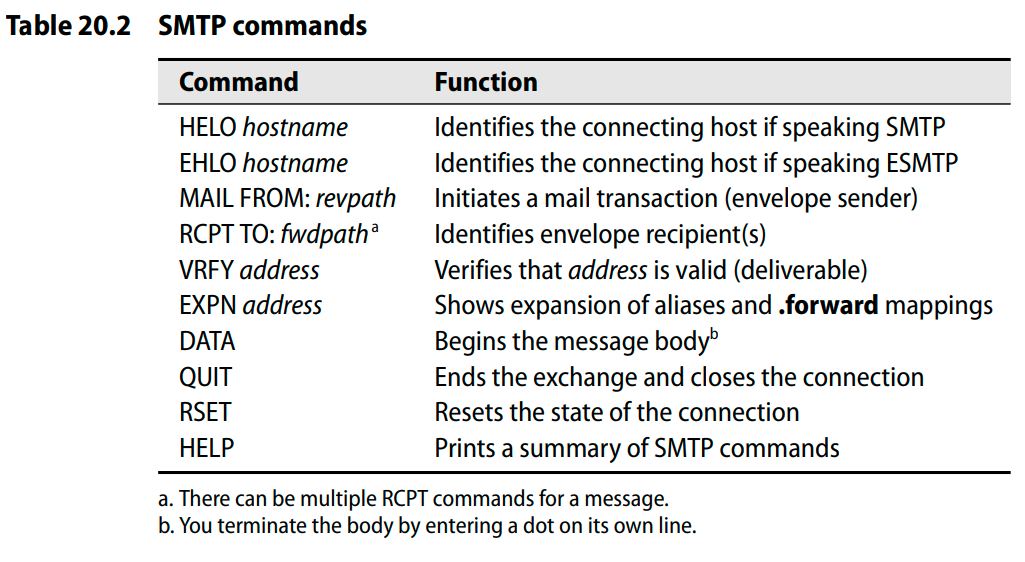 Table 20.2 SMTP commands
Command Function
HELO hostname Identifies the connecting host if speaking SMTP
EHLO hostname Identifies the connecting host if speaking ESMTP
MAIL FROM: revpath Initiates a mail transaction (envelope sender)
RCPT TO: fwdpath a Identifies envelope recipient(s)
VRFY address Verifies that address is valid (deliverable)
EXPN address Shows expansion of aliases and .forward mappings
DATA Begins the message body b
QUIT Ends the exchange and closes the connection
RSET Resets the state of the connection
HELP Prints a summary of SMTP commands
a. There can be multiple RCPT commands for a message.
b. You terminate the body by entering a dot on its own line.